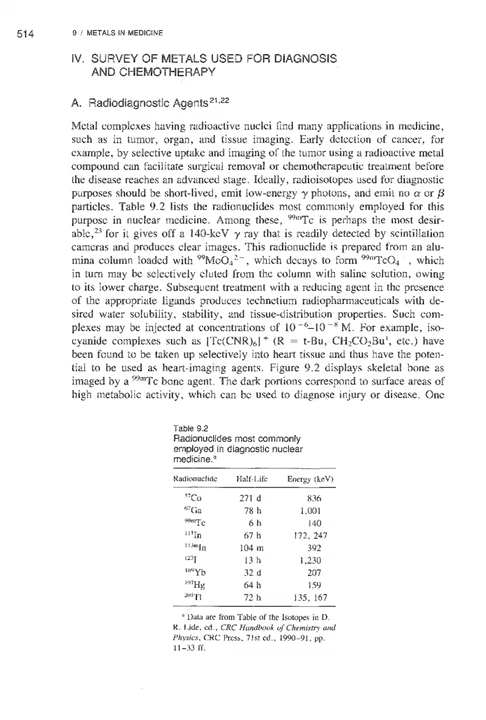 514
9 / METALS IN MEDICINE
IV. SURVEY OF METALS USED FOR DIAGNOSIS
AND CHEMOTHERAPY
A. Radiodiagnostic Agents²¹,²²
Metal complexes having radioactive nuclei find many applications in medicine,
such as in tumor, organ, and tissue imaging. Early detection of cancer, for
example, by selective uptake and imaging of the tumor using a radioactive metal
compound can facilitate surgical removal or chemotherapeutic treatment before
the disease reaches an advanced stage. Ideally, radioisotopes used for diagnostic
purposes should be short-lived, emit low-energy γ photons, and emit no α or β
particles. Table 9.2 lists the radionuclides most commonly employed for this
purpose in nuclear medicine. Among these, ⁹⁹ᵐTc is perhaps the most desir-
able,²³ for it gives off a 140-keV γ ray that is readily detected by scintillation
cameras and produces clear images. This radionuclide is prepared from an alu-
mina column loaded with ⁹⁹MoO₄²⁻, which decays to form ⁹⁹ᵐTcO₄⁻, which
in turn may be selectively eluted from the column with saline solution, owing
to its lower charge. Subsequent treatment with a reducing agent in the presence
of the appropriate ligands produces technetium radiopharmaceuticals with de-
sired water solubility, stability, and tissue-distribution properties. Such com-
plexes may be injected at concentrations of 10⁻⁶–10⁻⁸ M. For example, iso-
cyanide complexes such as [Tc(CNR)₆]⁺ (R = t-Bu, CH₂CO₂Buᵗ, etc.) have
been found to be taken up selectively into heart tissue and thus have the poten-
tial to be used as heart-imaging agents. Figure 9.2 displays skeletal bone as
imaged by a ⁹⁹ᵐTc bone agent. The dark portions correspond to surface areas of
high metabolic activity, which can be used to diagnose injury or disease. One
Table 9.2
Radionuclides most commonly
employed in diagnostic nuclear
medicine.ᵃ
Radionuclide Half-Life Energy (keV)
⁵⁷Co 271 d 836
⁶⁷Ga 78 h 1,001
⁹⁹ᵐTc 6 h 140
¹¹¹In 67 h 172, 247
¹¹³ᵐIn 104 m 392
¹²³I 13 h 1,230
¹⁶⁹Yb 32 d 207
¹⁹⁷Hg 64 h 159
²⁰¹Tl 72 h 135, 167
ᵃ Data are from Table of the Isotopes in D.
R. Lide, ed., CRC Handbook of Chemistry and
Physics, CRC Press, 71st ed., 1990–91, pp.
11–33 ff.